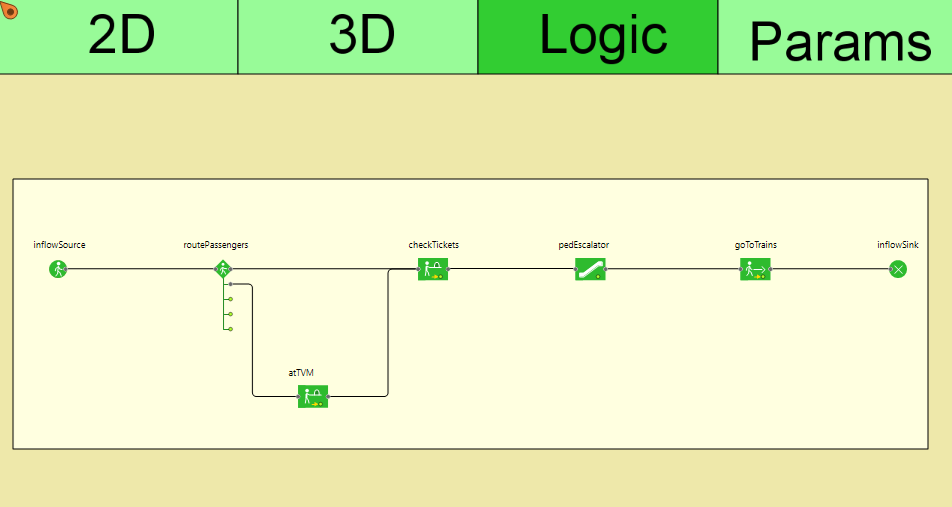 2D
3D
Logic
Params
inflowSource
routePassengers
checkTickets
pedEscalator
goToTrains
inflowSink
atTVM